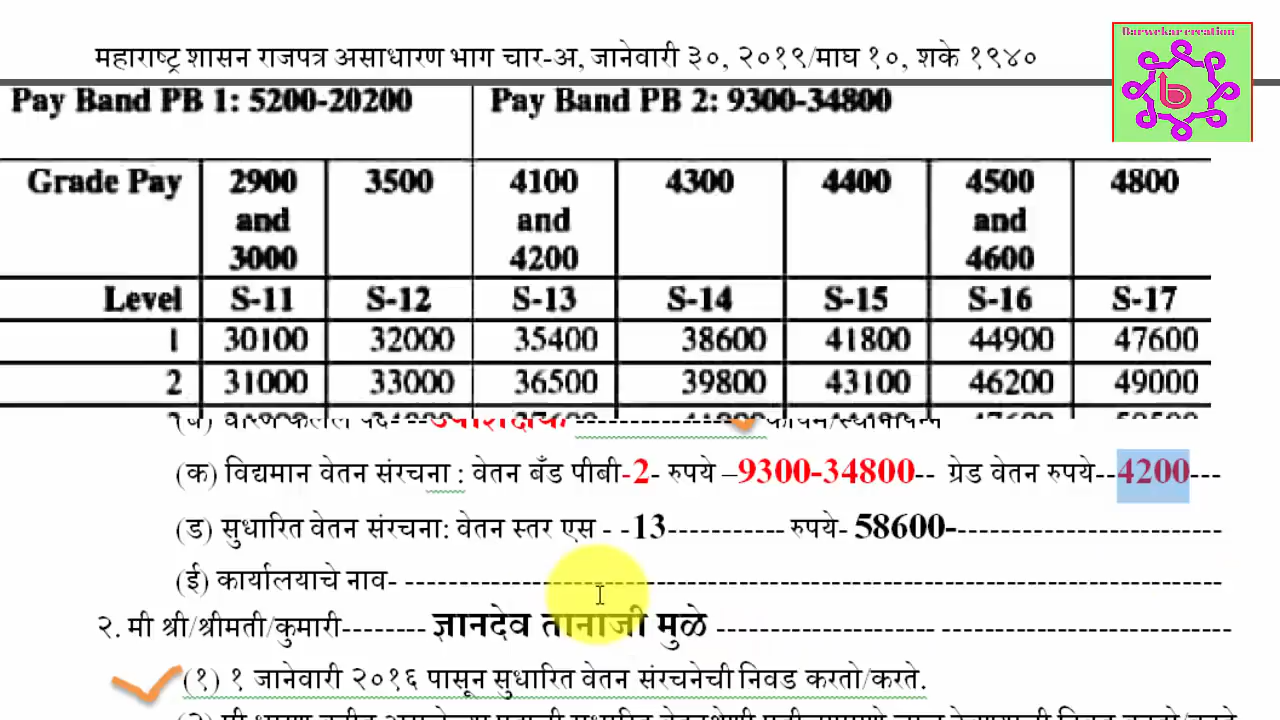 महाराष्ट्र शासन राजपत्र असाधारण भाग चार-अ, जानेवारी ३०, २०१९/माघ १०, शके १९४०
Barwekar creation
b
Pay Band PB 1: 5200-20200 Pay Band PB 2: 9300-34800
Grade Pay 2900 and 3000 3500 4100 and 4200 4300 4400 4500 and 4600 4800
Level S-11 S-12 S-13 S-14 S-15 S-16 S-17
1 30100 32000 35400 38600 41800 44900 47600
2 31000 33000 36500 39800 43100 46200 49000
(क) विद्यमान वेतन संरचना : वेतन बँड पीबी-2- रुपये –9300-34800-- ग्रेड वेतन रुपये--4200---
(ड) सुधारित वेतन संरचना: वेतन स्तर एस - -13----------- रुपये- 58600-----------------------------
(ई) कार्यालयाचे नाव- -------------------------------------------------------------------
२. मी श्री/श्रीमती/कुमारी-------- ज्ञानदेव तानाजी मुळे ------------------ ------------------------
(१) १ जानेवारी २०१६ पासून सुधारित वेतन संरचनेची निवड करतो/करते.